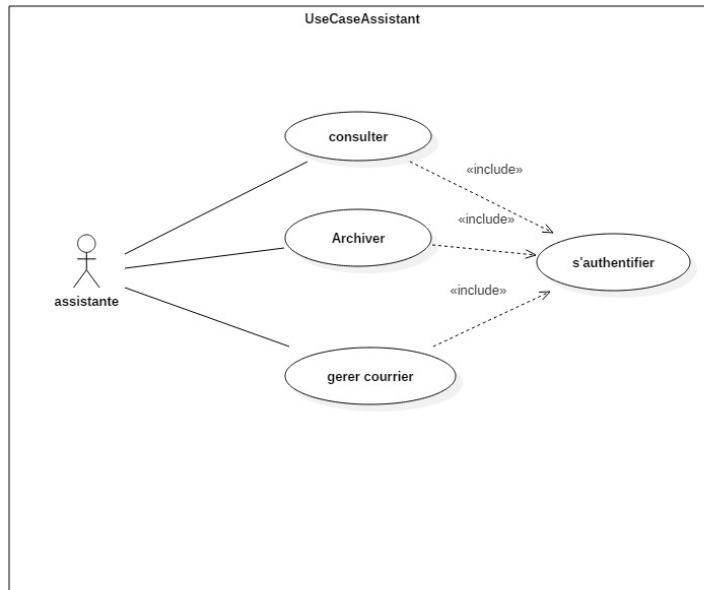 UseCaseAssistant
consulter
«include»
«include»
Archiver
s'authentifier
«include»
assistante
gerer courrier